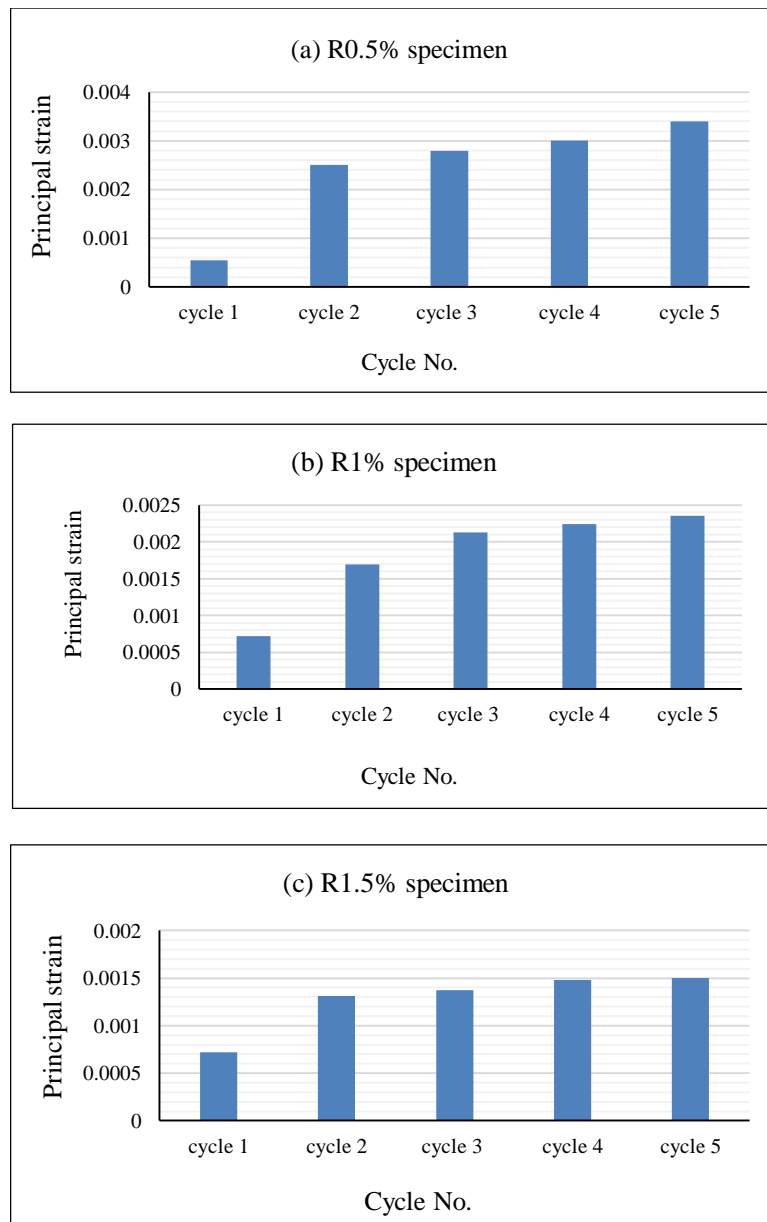 (a) R0.5% specimen
0.004
0.003
0.002
0.001
0
Principal strain
cycle 1 cycle 2 cycle 3 cycle 4 cycle 5
Cycle No.
(b) R1% specimen
0.0025
0.002
0.0015
0.001
0.0005
0
Principal strain
cycle 1 cycle 2 cycle 3 cycle 4 cycle 5
Cycle No.
(c) R1.5% specimen
0.002
0.0015
0.001
0.0005
0
Principal strain
cycle 1 cycle 2 cycle 3 cycle 4 cycle 5
Cycle No.